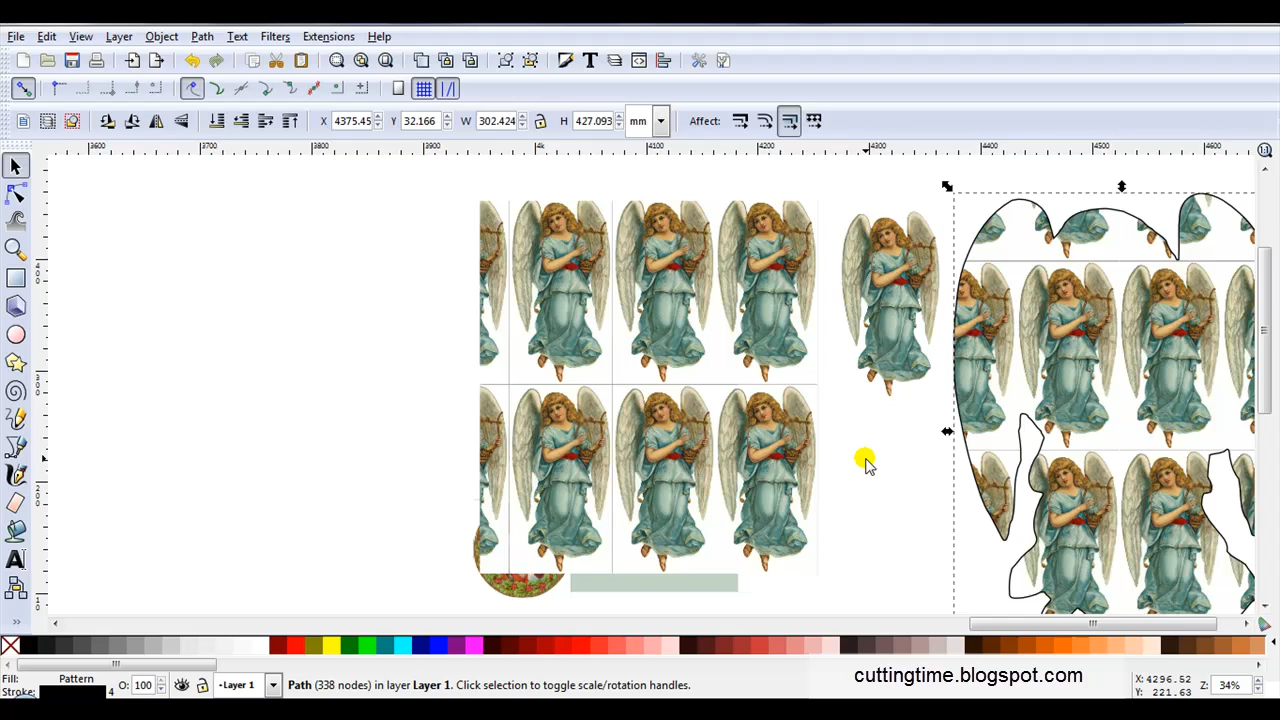 File Edit View Layer Object Path Text Filters Extensions Help
X 4375.45 Y 32.166 W 302.424 H 427.093 mm Affect:
3600 3700 3800 3900 4k 4100 4200 4300 4400 4500 4600
Fill: Pattern O: 100 Layer 1 Path (338 nodes) in layer Layer 1. Click selection to toggle scale/rotation handles.
Stroke: 4
cuttingtime.blogspot.com
X: 4296.52
Y: 221.63
Z: 34%